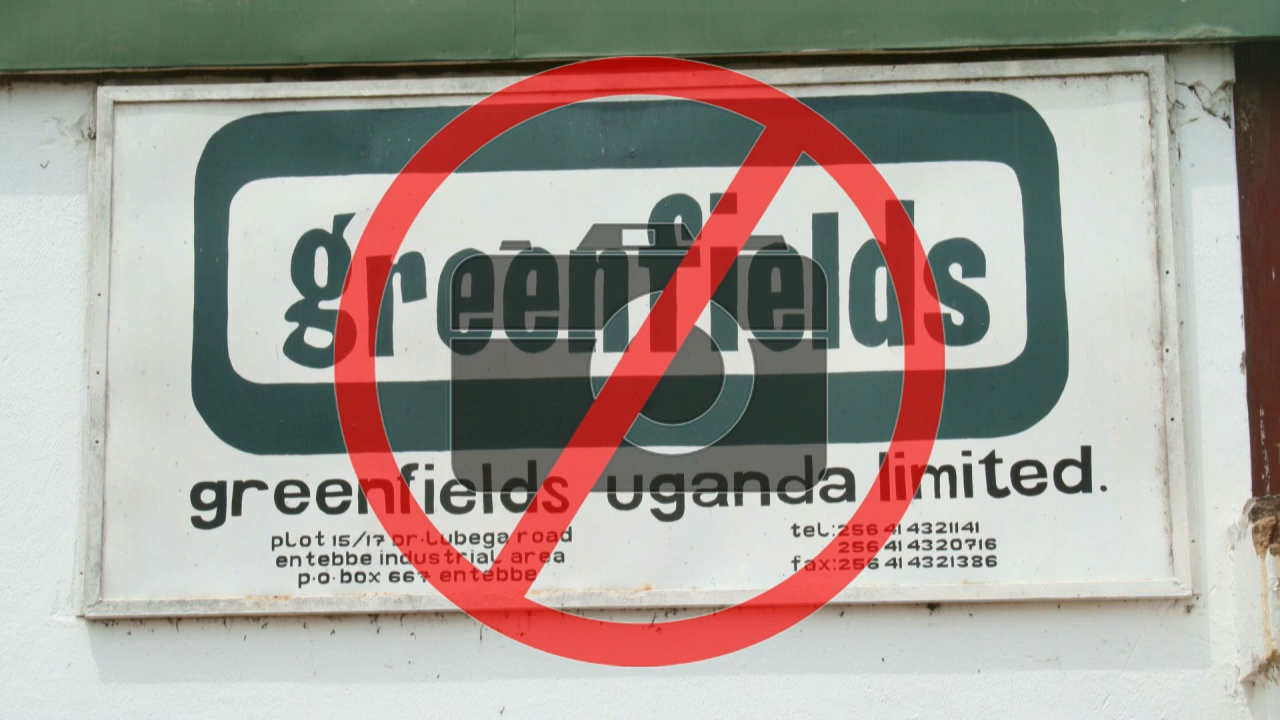 greenfields
greenfields uganda limited.
plot 15/17 Dr. Lubega road
entebbe industrial area
p.o. box 667 entebbe
tel: 256 41 4321141
256 41 4320716
fax: 256 41 4321386